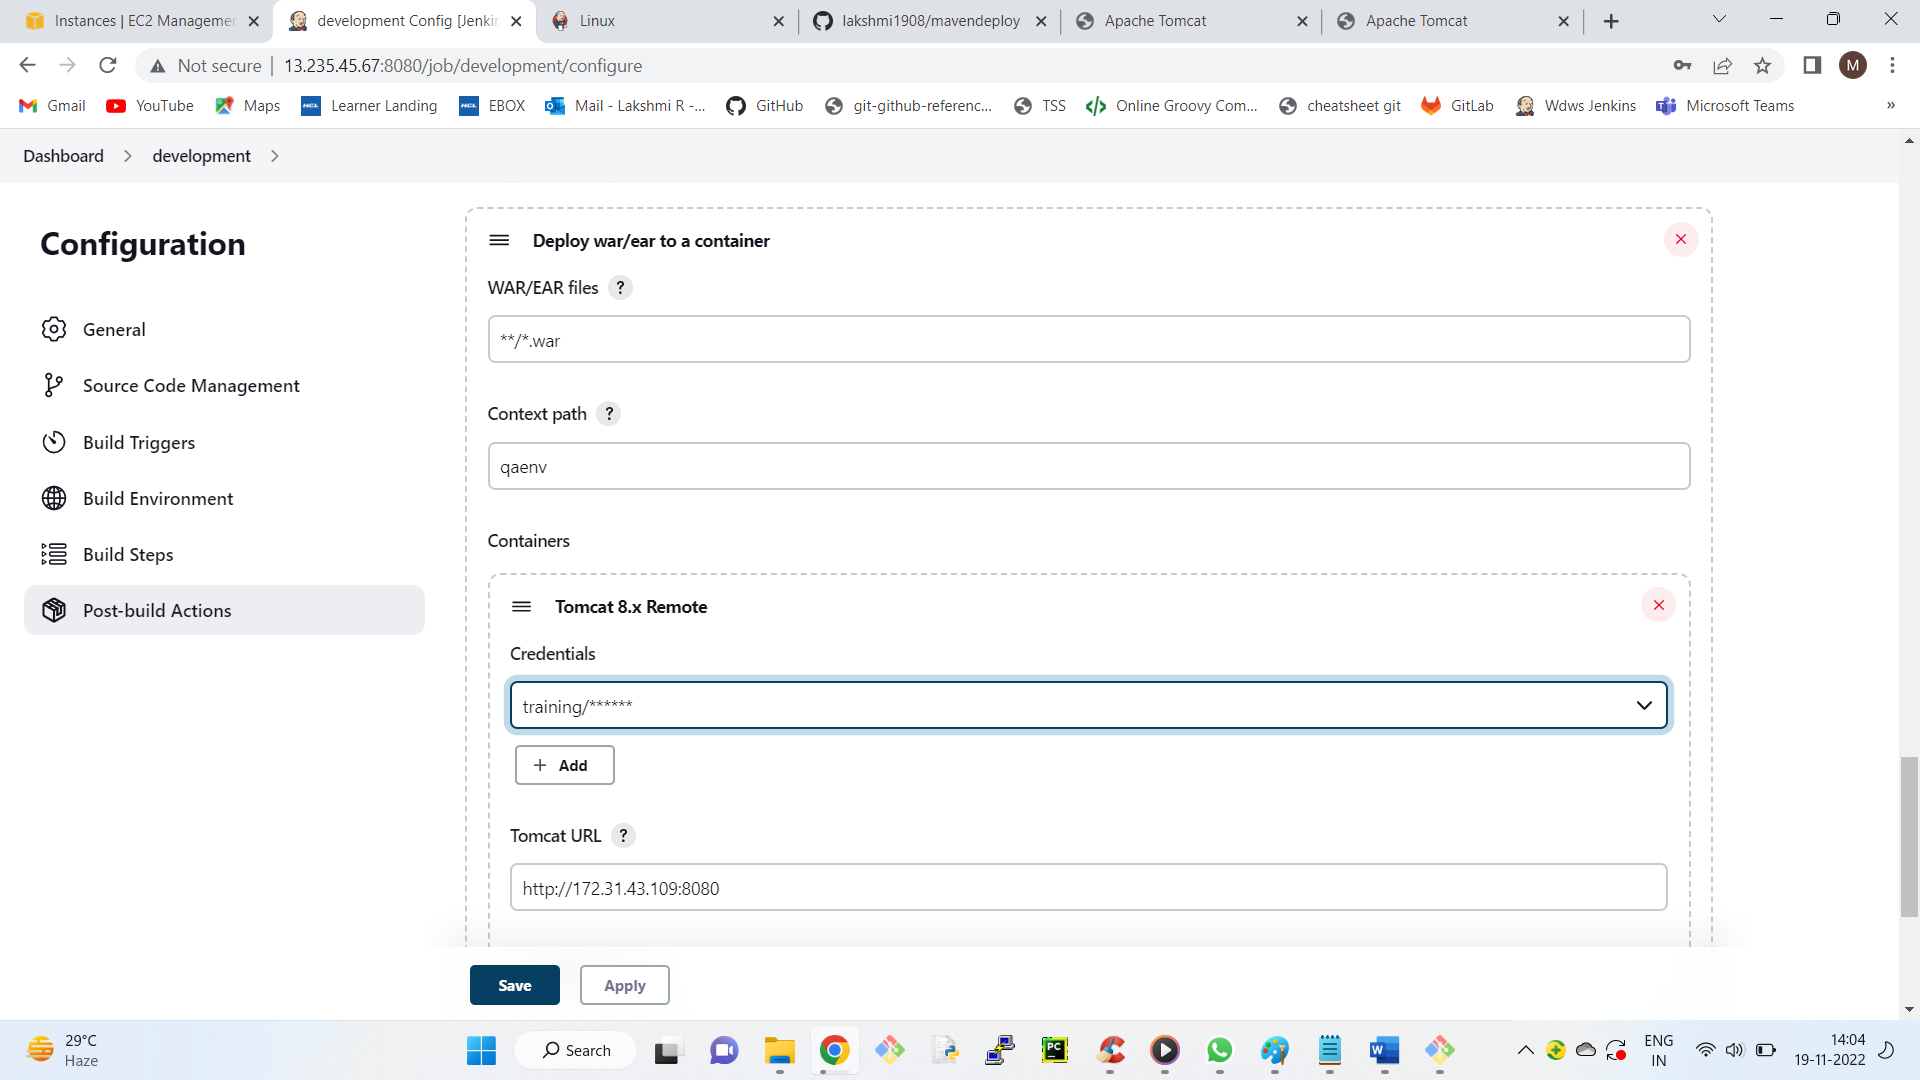 Instances | EC2 Managemen
development Config [Jenkin
Linux
lakshmi1908/mavendeploy
Apache Tomcat
Apache Tomcat
Not secure | 13.235.45.67:8080/job/development/configure
M
Gmail
YouTube
Maps
HCL
Learner Landing
HCL
EBOX
Mail - Lakshmi R -...
GitHub
git-github-referenc...
TSS
Online Groovy Com...
cheatsheet git
GitLab
Wdws Jenkins
Microsoft Teams
»
Dashboard > development >
Configuration
General
Source Code Management
Build Triggers
Build Environment
Build Steps
Post-build Actions
Deploy war/ear to a container
WAR/EAR files ?
**/*.war
Context path ?
qaenv
Containers
Tomcat 8.x Remote
Credentials
training/******
+ Add
Tomcat URL ?
http://172.31.43.109:8080
Save
Apply
29°C
Haze
Search
PC
W
ENG
IN
14:04
19-11-2022